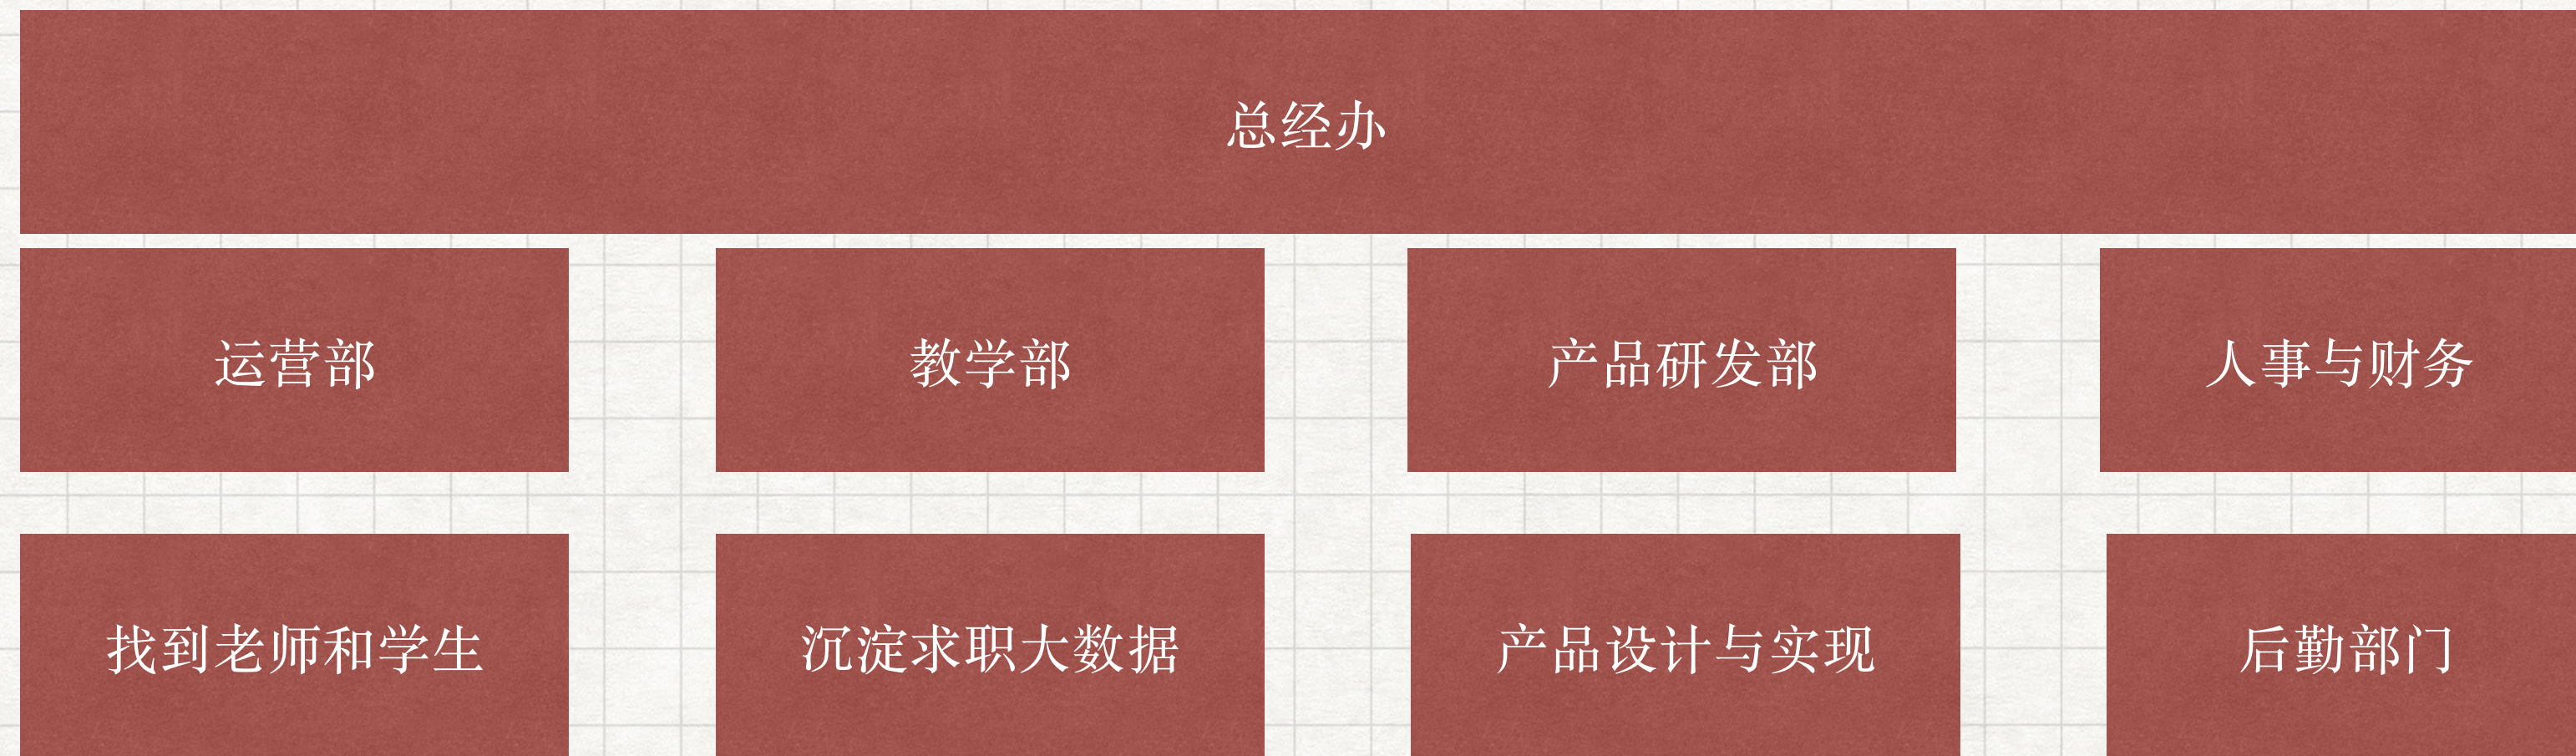 总经办
运营部
教学部
产品研发部
人事与财务
找到老师和学生
沉淀求职大数据
产品设计与实现
后勤部门